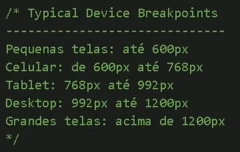 /* Typical Device Breakpoints
------------------------------
Pequenas telas: até 600px
Celular: de 600px até 768px
Tablet: 768px até 992px
Desktop: 992px até 1200px
Grandes telas: acima de 1200px
*/